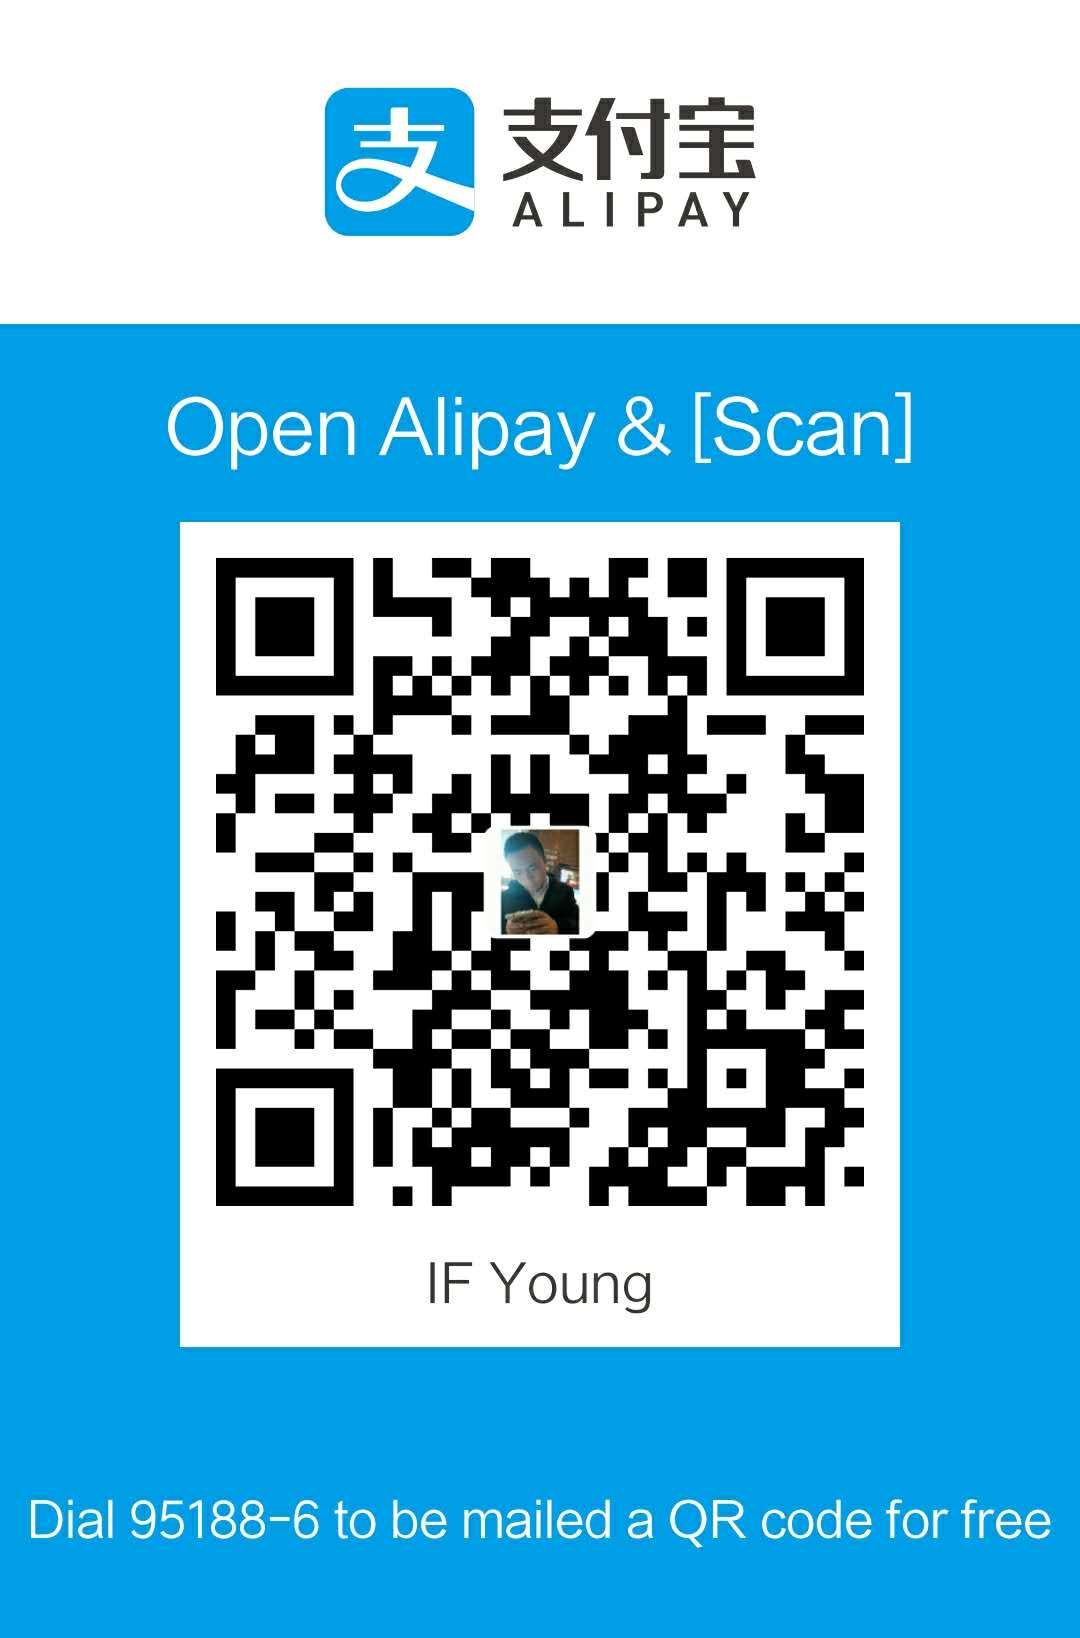 支
支付宝
ALIPAY
Open Alipay & [Scan]
IF Young
Dial 95188-6 to be mailed a QR code for free